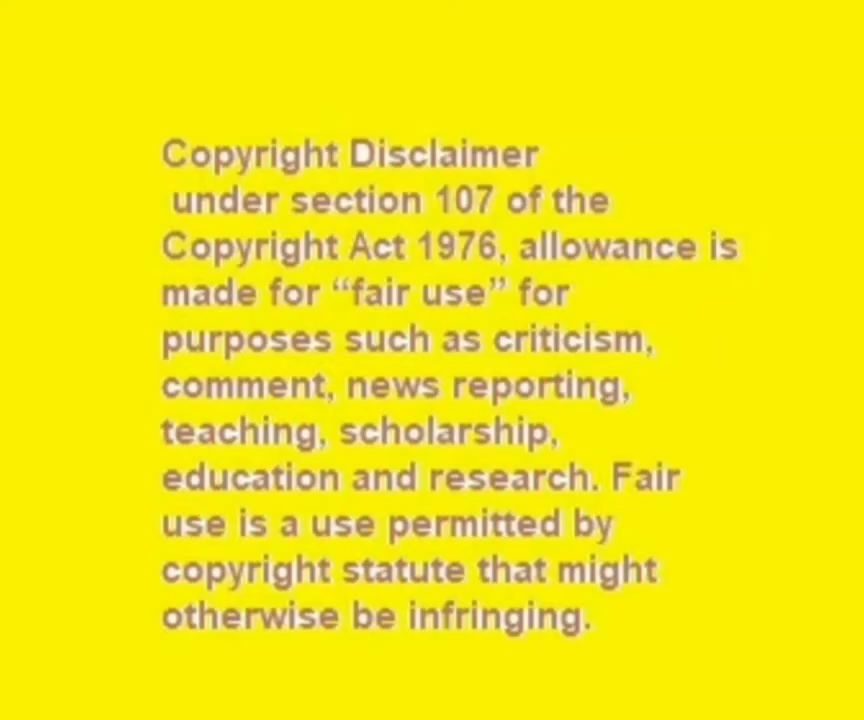 Copyright Disclaimer
under section 107 of the
Copyright Act 1976, allowance is
made for “fair use” for
purposes such as criticism,
comment, news reporting,
teaching, scholarship,
education and research. Fair
use is a use permitted by
copyright statute that might
otherwise be infringing.